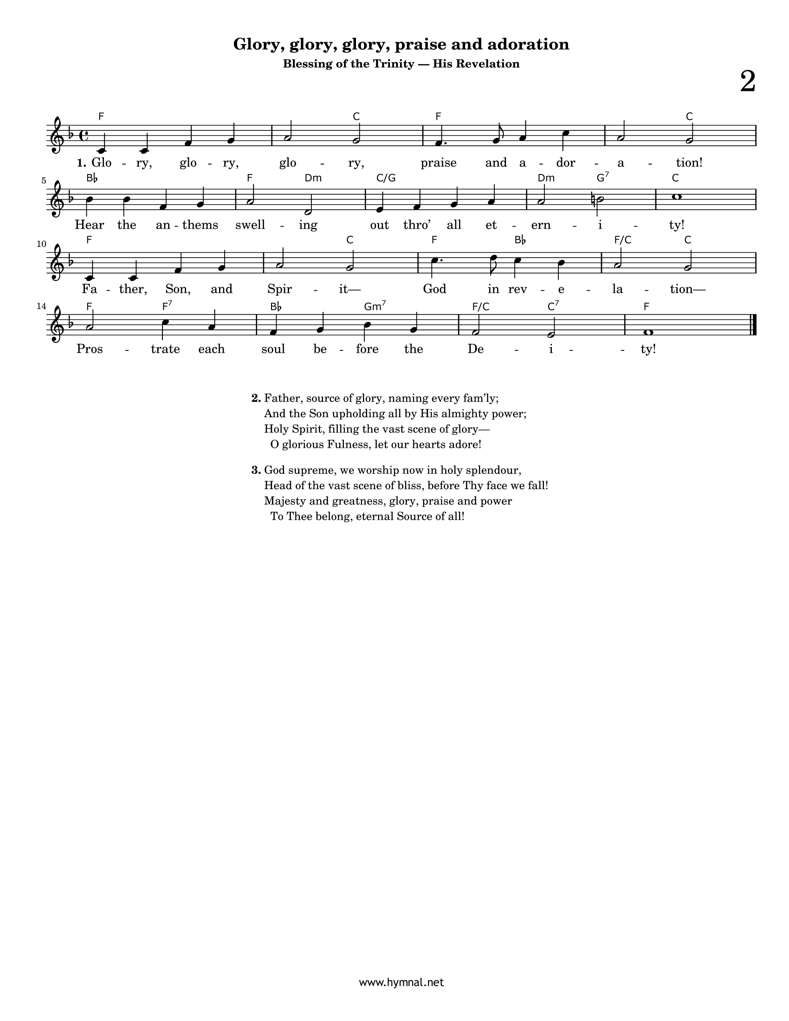 Glory, glory, glory, praise and adoration
Blessing of the Trinity — His Revelation
2
F C F C
1. Glo - ry, glo - ry, glo - ry, praise and a - dor - a - tion!
5
B♭ F Dm C/G Dm G7 C
Hear the an - thems swell - ing out thro' all et - ern - i - ty!
10
F C F B♭ F/C C
Fa - ther, Son, and Spir - it— God in rev - e - la - tion—
14
F F7 B♭ Gm7 F/C C7 F
Pros - trate each soul be - fore the De - i - ty!
2. Father, source of glory, naming every fam'ly;
And the Son upholding all by His almighty power;
Holy Spirit, filling the vast scene of glory—
O glorious Fulness, let our hearts adore!
3. God supreme, we worship now in holy splendour,
Head of the vast scene of bliss, before Thy face we fall!
Majesty and greatness, glory, praise and power
To Thee belong, eternal Source of all!
www.hymnal.net